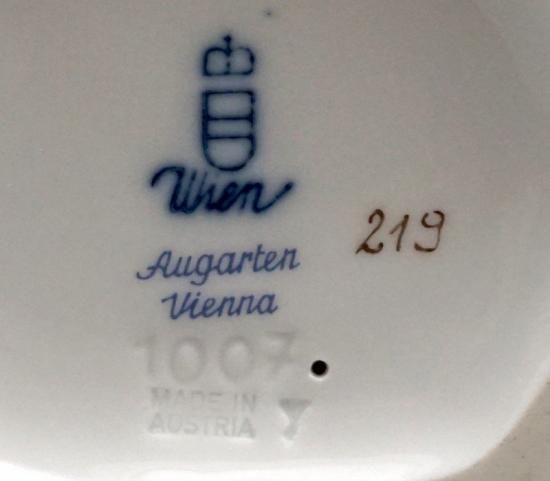 Wien
Augarten
Vienna
219
1007
MADE IN
AUSTRIA